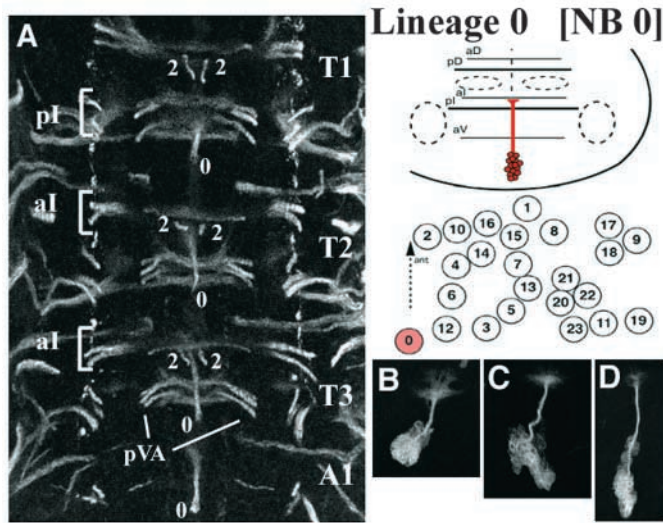 Lineage 0 [NB 0]
A
2 2
T1
pI
0
aI
2 2
T2
0
aI
2 2
T3
0
pVA
A1
0
aD
pD
aI
pI
aV
1
2 10 16 15 8 17 9
14 18
4 7
21
6 13 20 22
5
0 12 3 23 11 19
ant
B C D